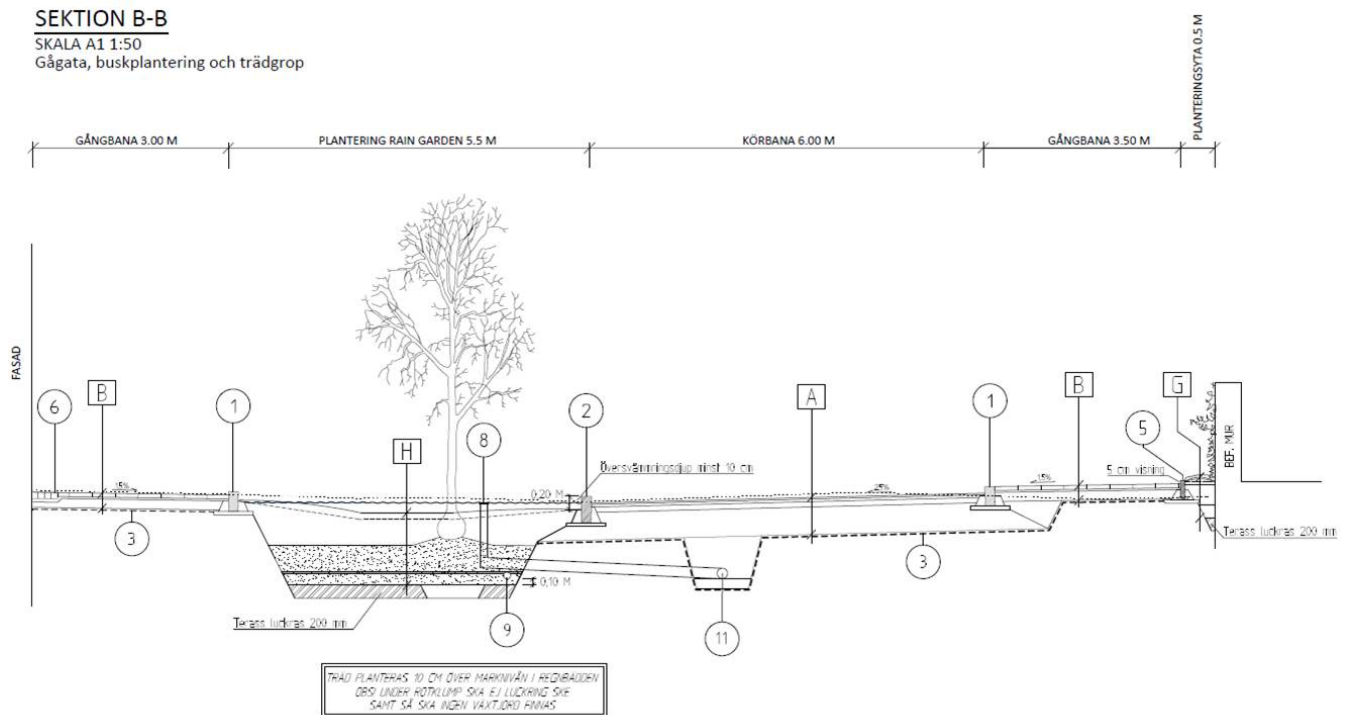 SEKTION B-B
SKALA A1 1:50
Gågata, buskplantering och trädgrop
PLANTERINGSYTA 0.5 M
GÅNGBANA 3.00 M
PLANTERING RAIN GARDEN 5.5 M
KÖRBANA 6.00 M
GÅNGBANA 3.50 M
FASAD
6
B
1
H
8
2
A
1
B
G
5
BEF. MUR
Översvämningsdjup minst 10 cm
5 cm visning
15%
0,20 M
25%
15%
3
3
Terass luckras 200 mm
0,10 M
Terass luckras 200 mm
9
11
TRÄD PLANTERAS 10 CM ÖVER MARKNIVÅN I REGNBÄDDEN
OBS! UNDER ROTKLUMP SKA EJ LUCKRING SKE
SAMT SÅ SKA INGEN VÄXTJORD FINNAS